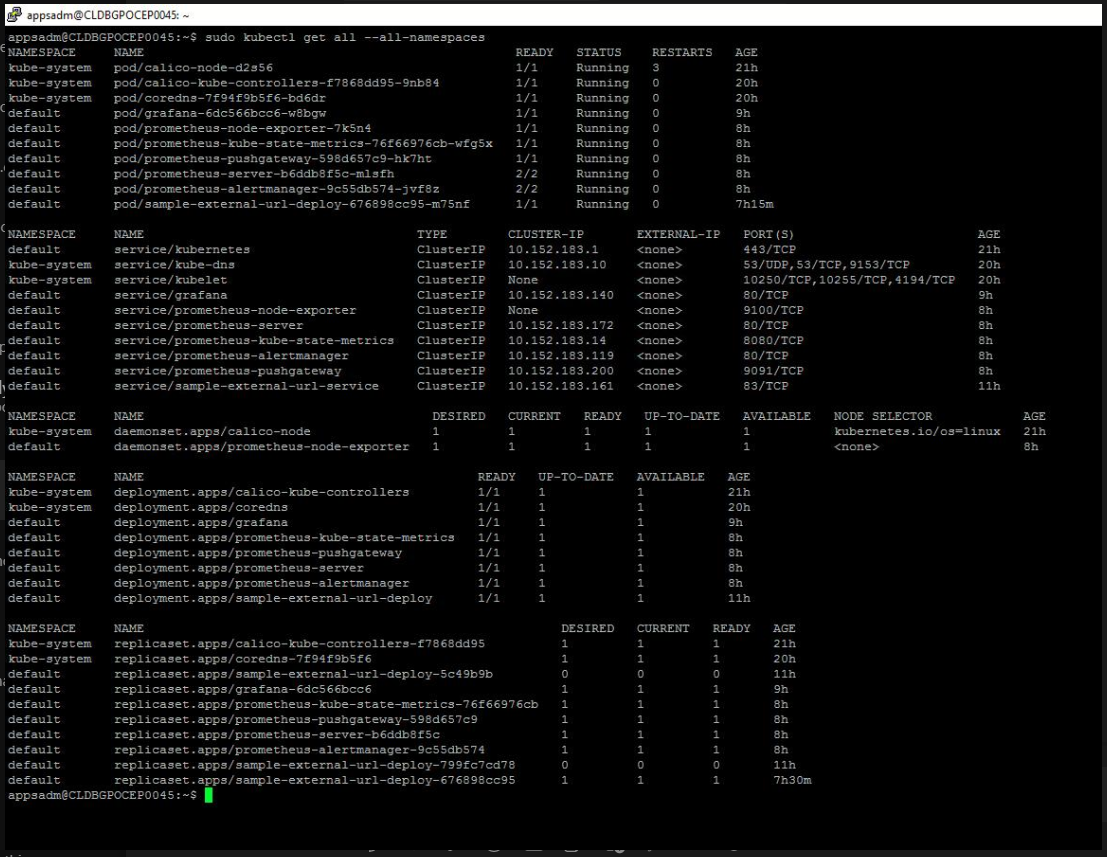 appsadm@CLDBGPOCEP0045: ~
appsadm@CLDBGPOCEP0045:~$ sudo kubectl get all --all-namespaces
NAMESPACE NAME READY STATUS RESTARTS AGE
kube-system pod/calico-node-d2s56 1/1 Running 3 21h
kube-system pod/calico-kube-controllers-f7868dd95-9nb84 1/1 Running 0 20h
kube-system pod/coredns-7f94f9b5f6-bd6dr 1/1 Running 0 20h
default pod/grafana-6dc566bcc6-w8bgw 1/1 Running 0 9h
default pod/prometheus-node-exporter-7k5n4 1/1 Running 0 8h
default pod/prometheus-kube-state-metrics-76f66976cb-wfg5x 1/1 Running 0 8h
default pod/prometheus-pushgateway-598d657c9-hk7ht 1/1 Running 0 8h
default pod/prometheus-server-b6ddb8f5c-mlsfh 2/2 Running 0 8h
default pod/prometheus-alertmanager-9c55db574-jvf8z 2/2 Running 0 8h
default pod/sample-external-url-deploy-676898cc95-m75nf 1/1 Running 0 7h15m
NAMESPACE NAME TYPE CLUSTER-IP EXTERNAL-IP PORT(S) AGE
default service/kubernetes ClusterIP 10.152.183.1 <none> 443/TCP 21h
kube-system service/kube-dns ClusterIP 10.152.183.10 <none> 53/UDP,53/TCP,9153/TCP 20h
kube-system service/kubelet ClusterIP None <none> 10250/TCP,10255/TCP,4194/TCP 20h
default service/grafana ClusterIP 10.152.183.140 <none> 80/TCP 9h
default service/prometheus-node-exporter ClusterIP None <none> 9100/TCP 8h
default service/prometheus-server ClusterIP 10.152.183.172 <none> 80/TCP 8h
default service/prometheus-kube-state-metrics ClusterIP 10.152.183.14 <none> 8080/TCP 8h
default service/prometheus-alertmanager ClusterIP 10.152.183.119 <none> 80/TCP 8h
default service/prometheus-pushgateway ClusterIP 10.152.183.200 <none> 9091/TCP 8h
default service/sample-external-url-service ClusterIP 10.152.183.161 <none> 83/TCP 11h
NAMESPACE NAME DESIRED CURRENT READY UP-TO-DATE AVAILABLE NODE SELECTOR AGE
kube-system daemonset.apps/calico-node 1 1 1 1 1 kubernetes.io/os=linux 21h
default daemonset.apps/prometheus-node-exporter 1 1 1 1 1 <none> 8h
NAMESPACE NAME READY UP-TO-DATE AVAILABLE AGE
kube-system deployment.apps/calico-kube-controllers 1/1 1 1 21h
kube-system deployment.apps/coredns 1/1 1 1 20h
default deployment.apps/grafana 1/1 1 1 9h
default deployment.apps/prometheus-kube-state-metrics 1/1 1 1 8h
default deployment.apps/prometheus-pushgateway 1/1 1 1 8h
default deployment.apps/prometheus-server 1/1 1 1 8h
default deployment.apps/prometheus-alertmanager 1/1 1 1 8h
default deployment.apps/sample-external-url-deploy 1/1 1 1 11h
NAMESPACE NAME DESIRED CURRENT READY AGE
kube-system replicaset.apps/calico-kube-controllers-f7868dd95 1 1 1 21h
kube-system replicaset.apps/coredns-7f94f9b5f6 1 1 1 20h
default replicaset.apps/sample-external-url-deploy-5c49b9b 0 0 0 11h
default replicaset.apps/grafana-6dc566bcc6 1 1 1 9h
default replicaset.apps/prometheus-kube-state-metrics-76f66976cb 1 1 1 8h
default replicaset.apps/prometheus-pushgateway-598d657c9 1 1 1 8h
default replicaset.apps/prometheus-server-b6ddb8f5c 1 1 1 8h
default replicaset.apps/prometheus-alertmanager-9c55db574 1 1 1 8h
default replicaset.apps/sample-external-url-deploy-799fc7cd78 0 0 0 11h
default replicaset.apps/sample-external-url-deploy-676898cc95 1 1 1 7h30m
appsadm@CLDBGPOCEP0045:~$